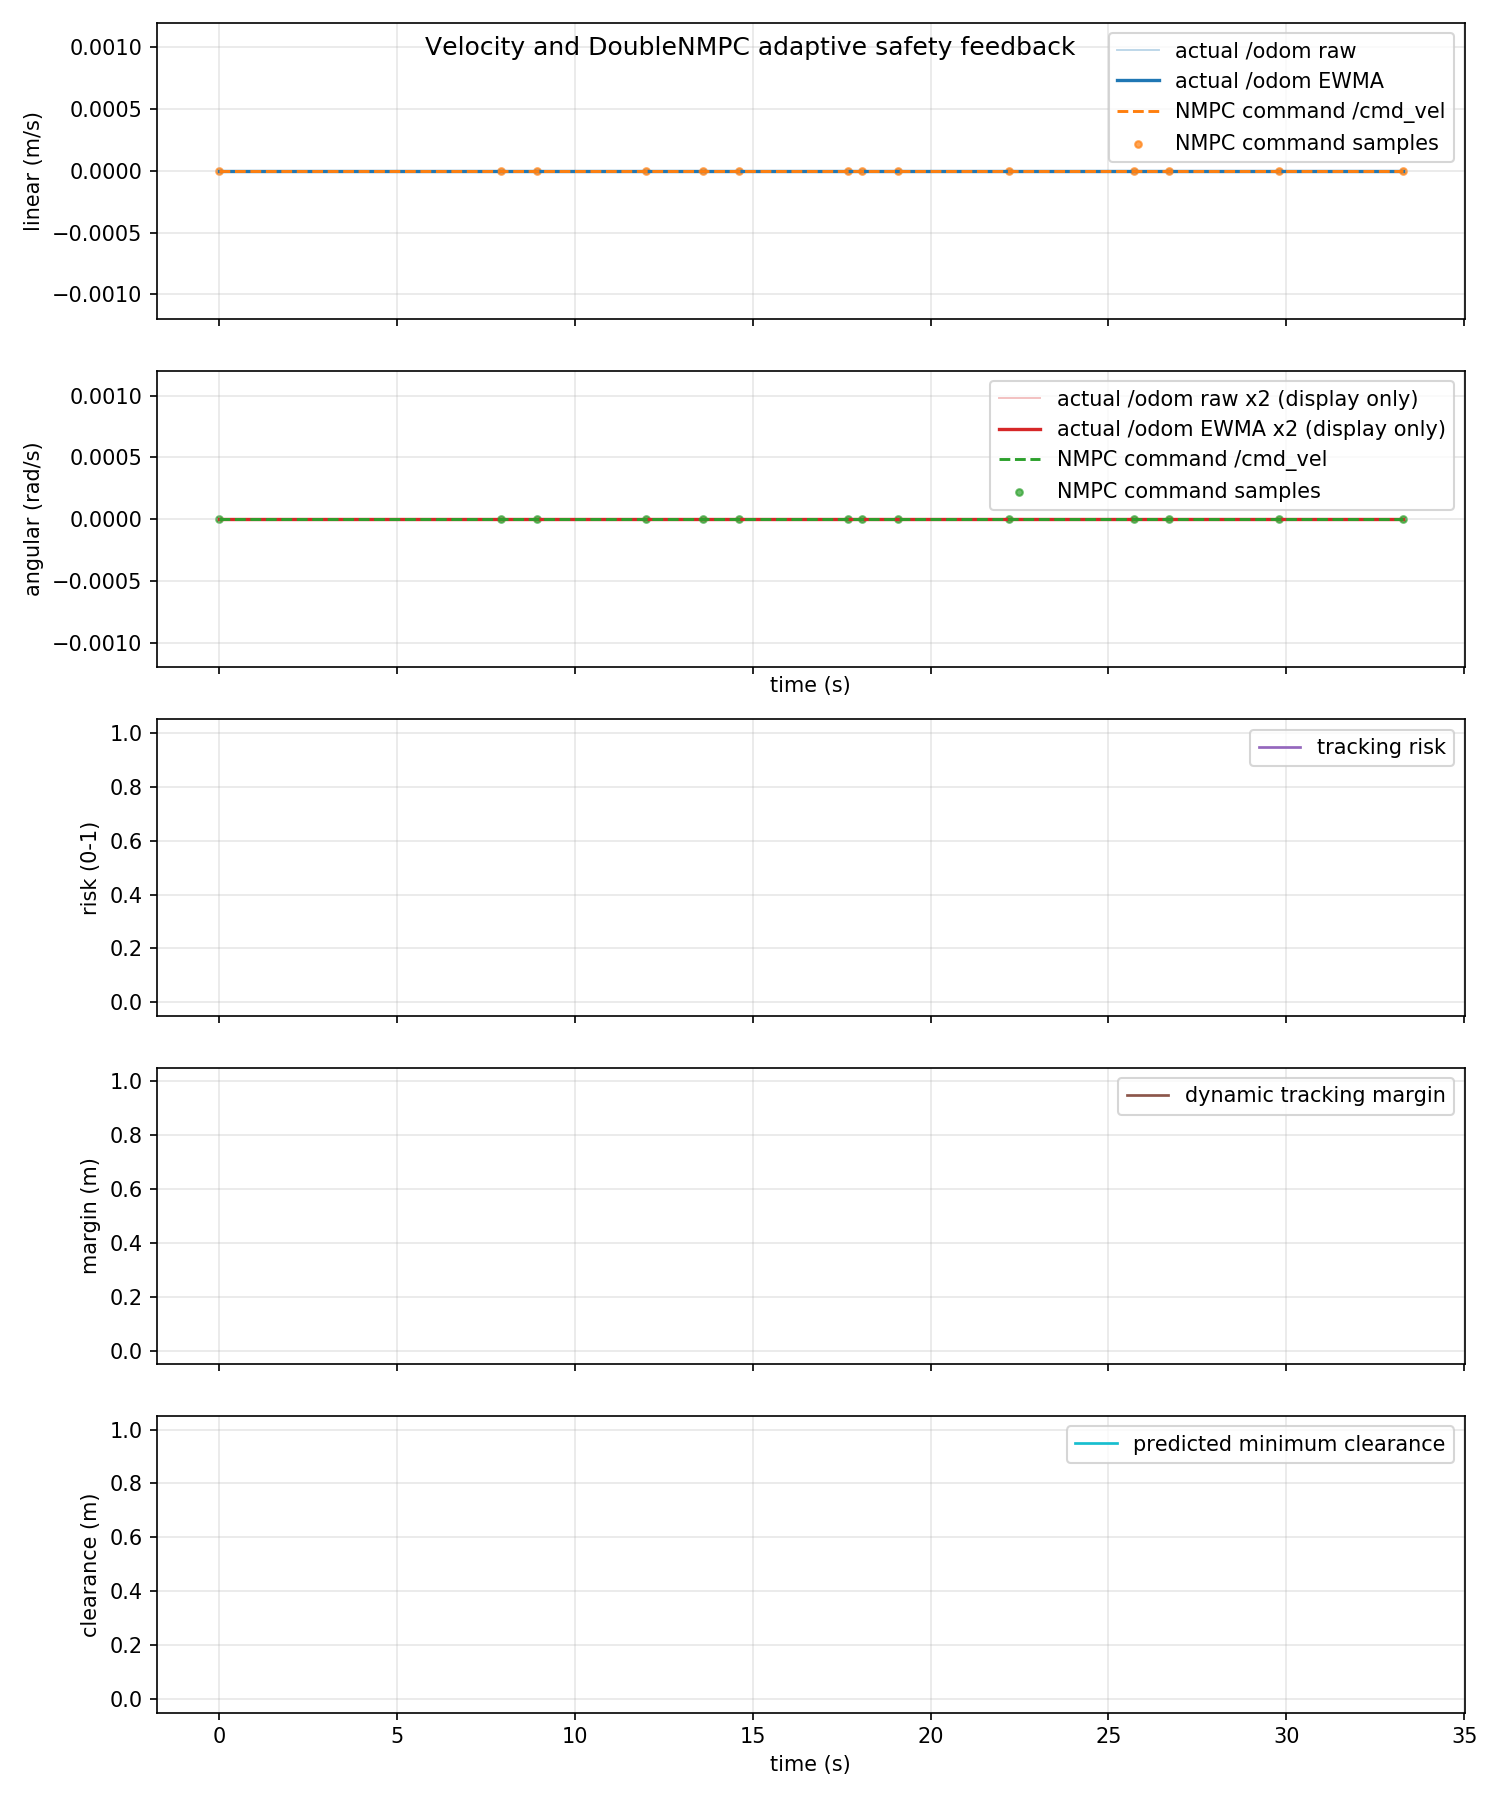 Velocity and DoubleNMPC adaptive safety feedback
linear (m/s)
0.0010
0.0005
0.0000
−0.0005
−0.0010
actual /odom raw
actual /odom EWMA
NMPC command /cmd_vel
NMPC command samples
angular (rad/s)
0.0010
0.0005
0.0000
−0.0005
−0.0010
actual /odom raw x2 (display only)
actual /odom EWMA x2 (display only)
NMPC command /cmd_vel
NMPC command samples
time (s)
risk (0-1)
1.0
0.8
0.6
0.4
0.2
0.0
tracking risk
margin (m)
1.0
0.8
0.6
0.4
0.2
0.0
dynamic tracking margin
clearance (m)
1.0
0.8
0.6
0.4
0.2
0.0
predicted minimum clearance
0 5 10 15 20 25 30 35
time (s)